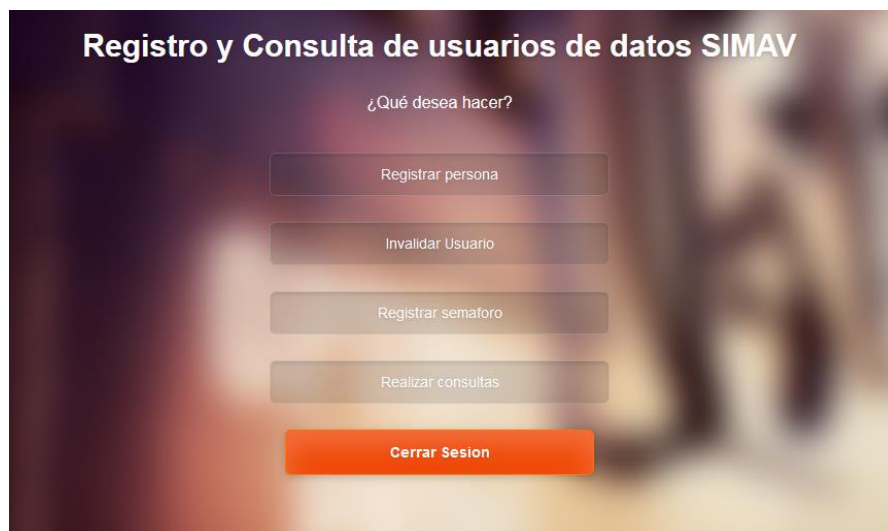 Registro y Consulta de usuarios de datos SIMAV
¿Qué desea hacer?
Registrar persona
Invalidar Usuario
Registrar semaforo
Realizar consultas
Cerrar Sesion